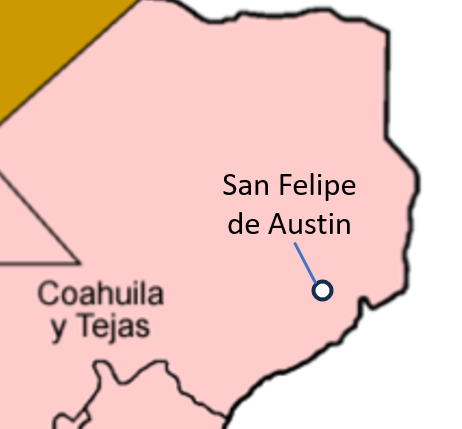 San Felipe
de Austin
Coahuila
y Tejas